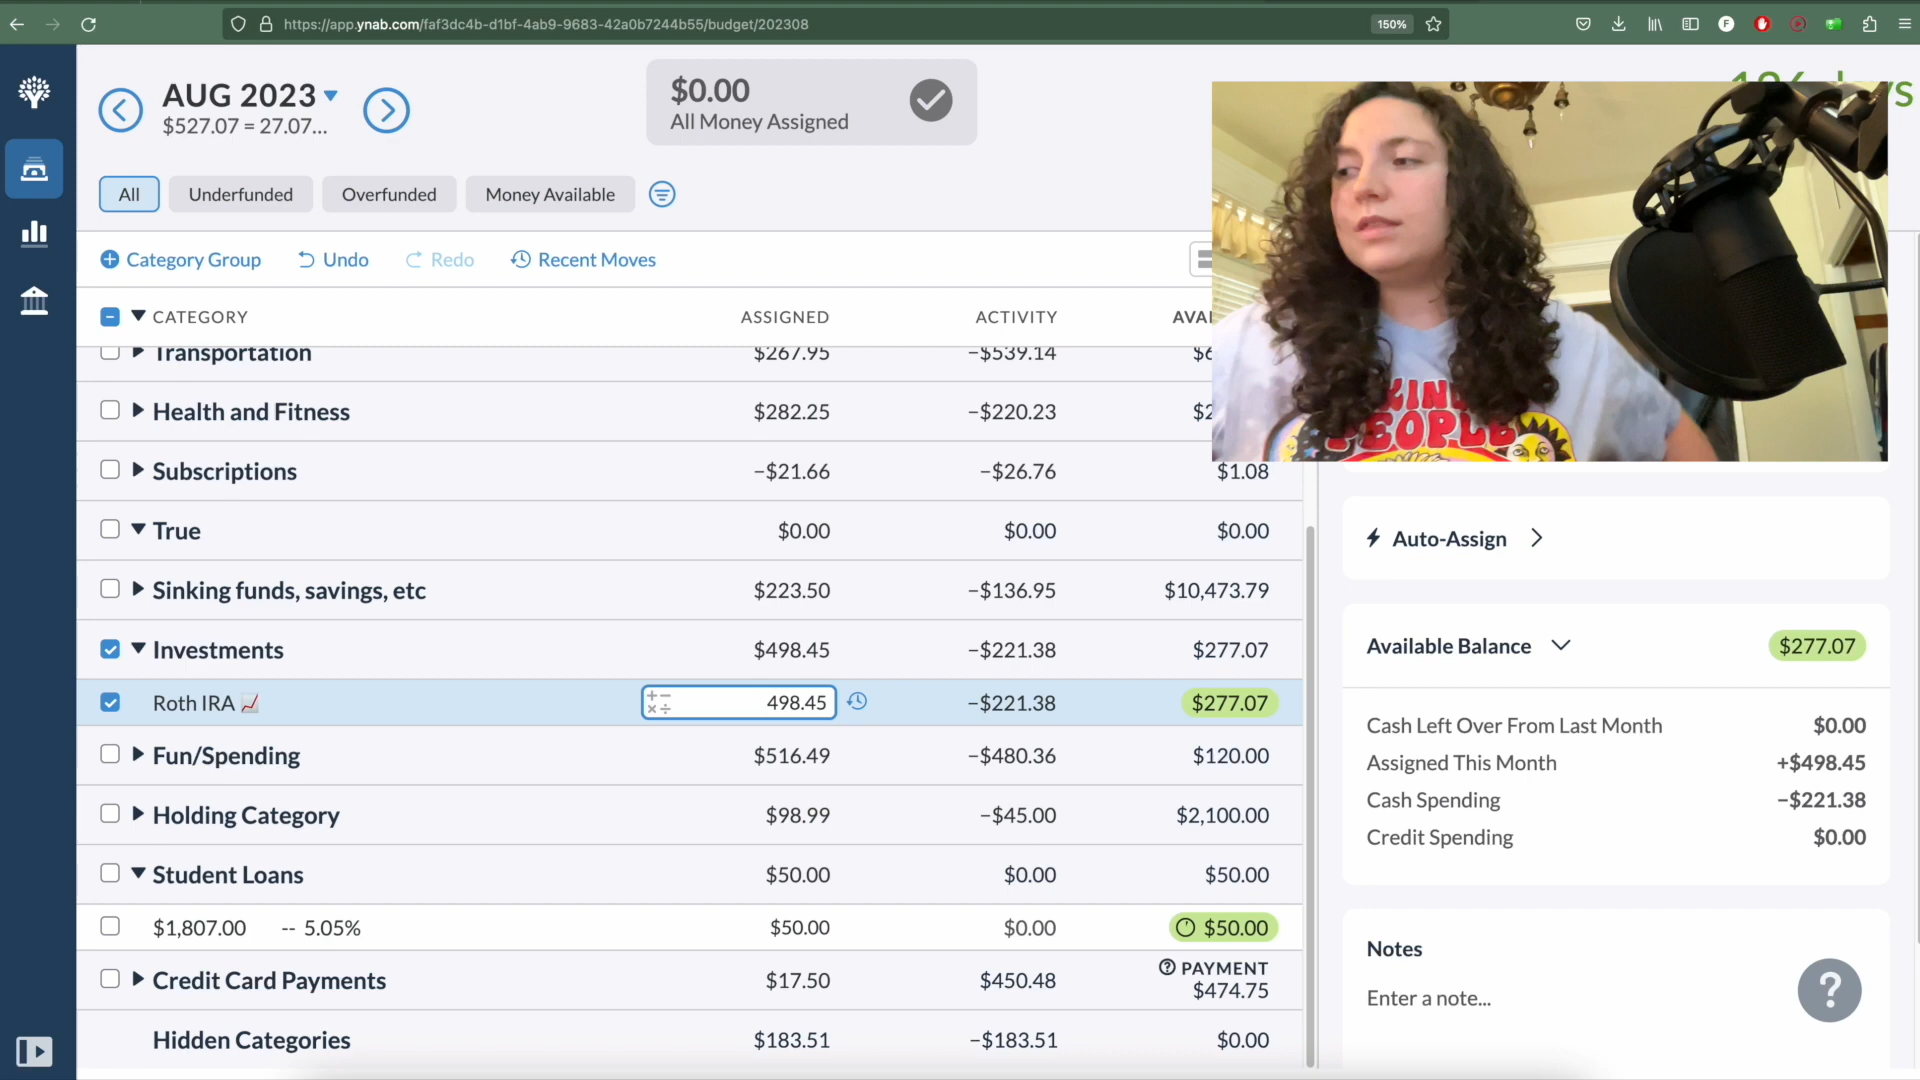 https://app.ynab.com/faf3dc4b-d1bf-4ab9-9683-42a0b7244b55/budget/202308
150%
F
AUG 2023
$527.07 = 27.07...
$0.00
All Money Assigned
All
Underfunded
Overfunded
Money Available
Category Group
Undo
Redo
Recent Moves
CATEGORY
ASSIGNED
ACTIVITY
Transportation $267.95 −$539.14
Health and Fitness $282.25 −$220.23
Subscriptions −$21.66 −$26.76 $1.08
True $0.00 $0.00 $0.00
Sinking funds, savings, etc $223.50 −$136.95 $10,473.79
Investments $498.45 −$221.38 $277.07
Roth IRA 📈 498.45 −$221.38 $277.07
Fun/Spending $516.49 −$480.36 $120.00
Holding Category $98.99 −$45.00 $2,100.00
Student Loans $50.00 $0.00 $50.00
$1,807.00 -- 5.05% $50.00 $0.00 $50.00
Credit Card Payments $17.50 $450.48 PAYMENT
$474.75
Hidden Categories $183.51 −$183.51 $0.00
PEOPLE
Auto-Assign
Available Balance $277.07
Cash Left Over From Last Month $0.00
Assigned This Month +$498.45
Cash Spending −$221.38
Credit Spending $0.00
Notes
Enter a note...
?